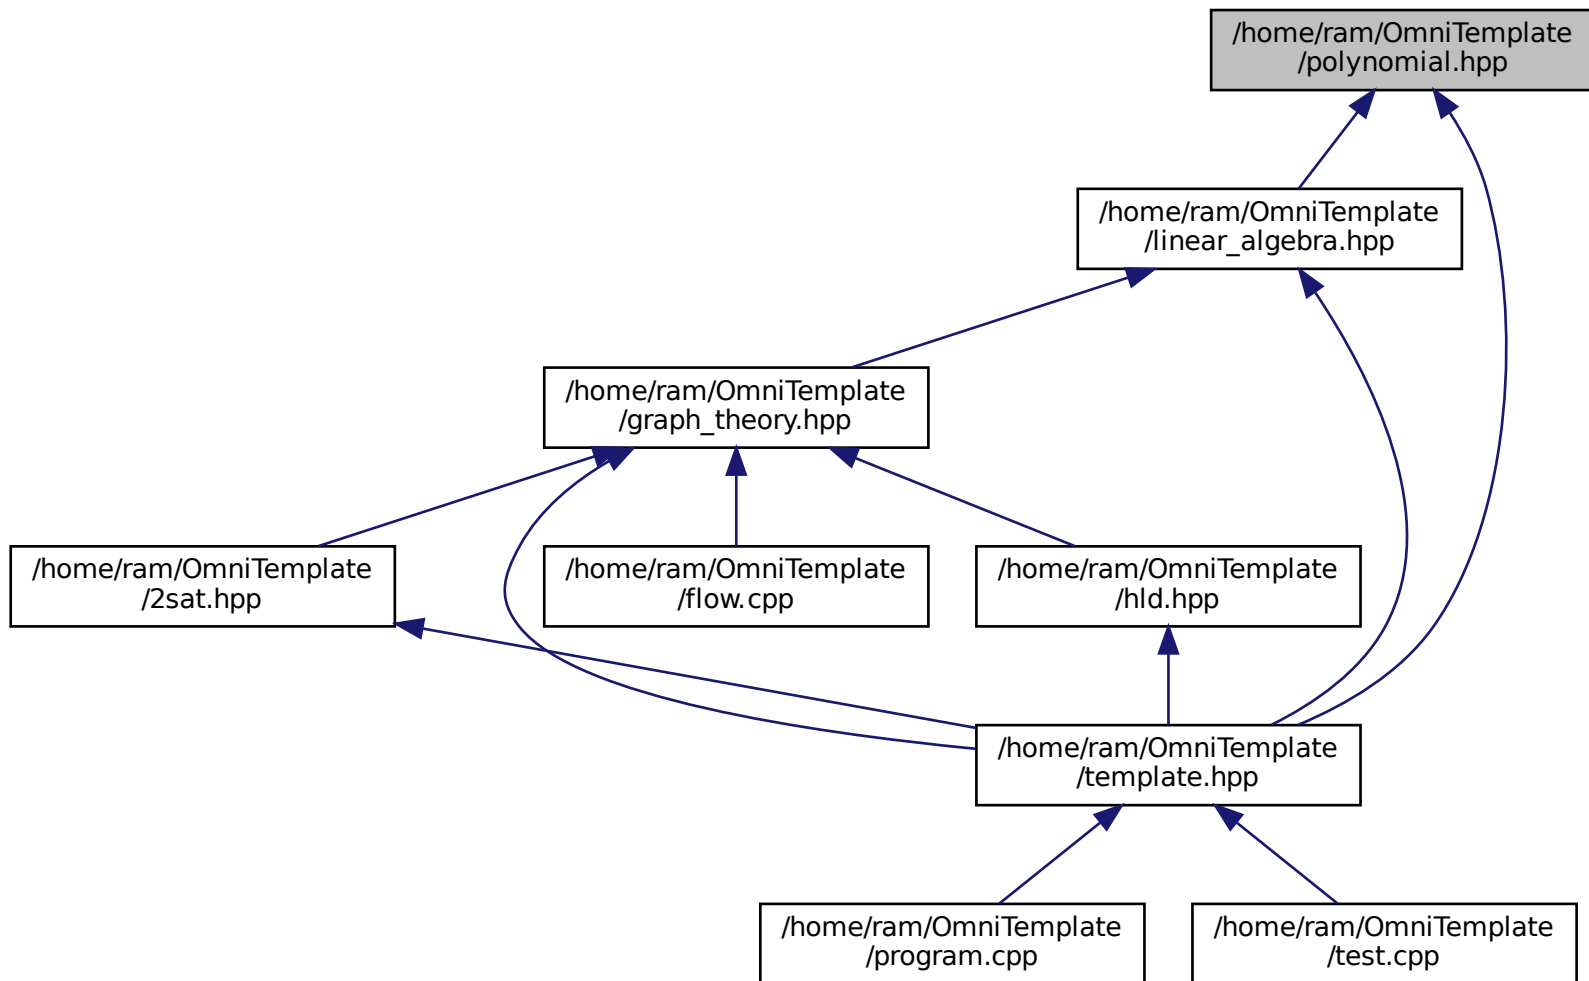 /home/ram/OmniTemplate
/polynomial.hpp
/home/ram/OmniTemplate
/linear_algebra.hpp
/home/ram/OmniTemplate
/graph_theory.hpp
/home/ram/OmniTemplate
/2sat.hpp
/home/ram/OmniTemplate
/flow.cpp
/home/ram/OmniTemplate
/hld.hpp
/home/ram/OmniTemplate
/template.hpp
/home/ram/OmniTemplate
/program.cpp
/home/ram/OmniTemplate
/test.cpp